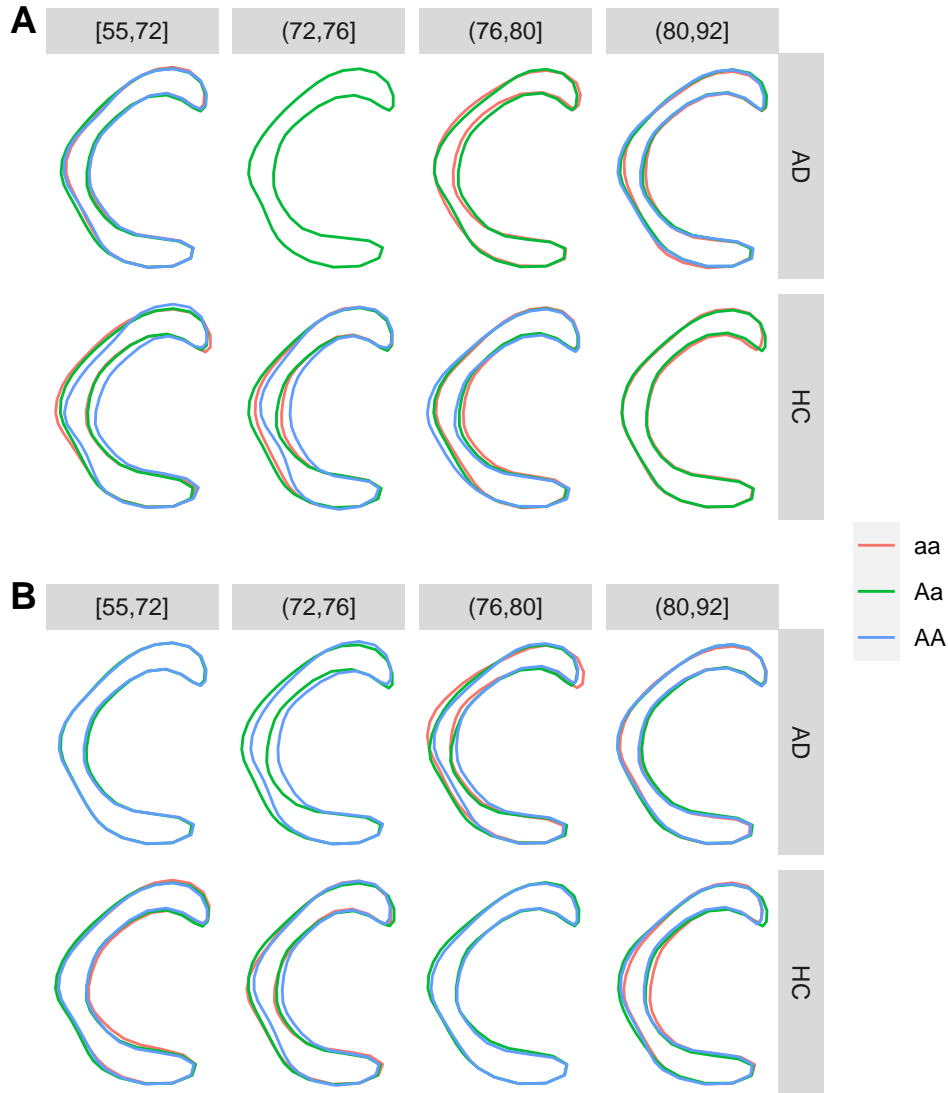 A
[55,72] (72,76] (76,80] (80,92]
AD
HC
aa
Aa
AA
B
[55,72] (72,76] (76,80] (80,92]
AD
HC